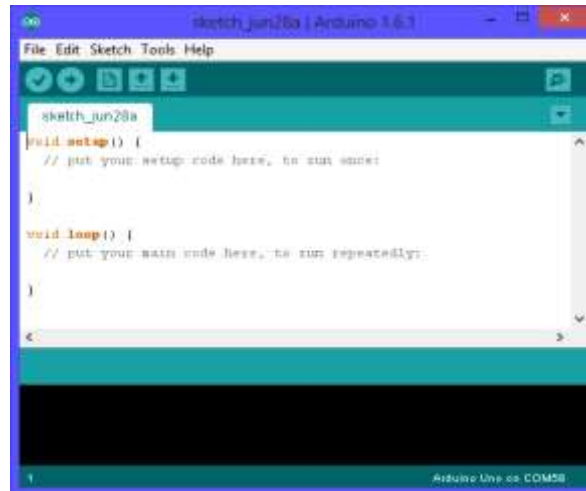 sketch_jun28a | Arduino 1.6.1
File Edit Sketch Tools Help
sketch_jun28a
void setup() {
// put your setup code here, to run once:
}
void loop() {
// put your main code here, to run repeatedly:
}
1
Arduino Uno on COM58